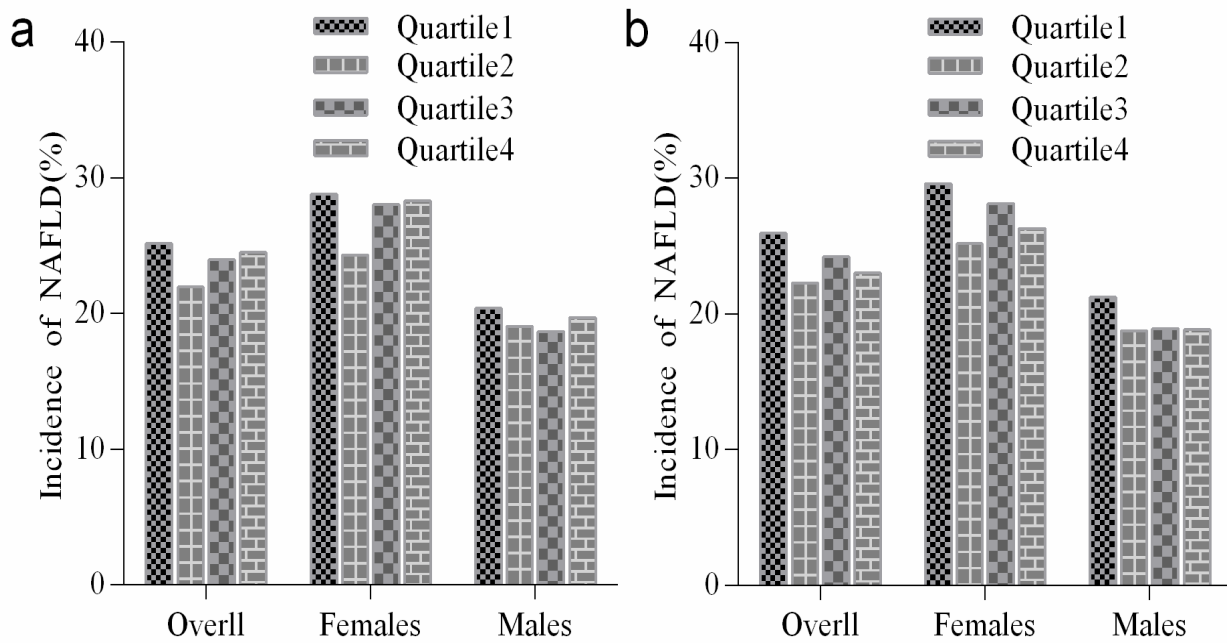 a
Quartile1
Quartile2
Quartile3
Quartile4
40
30
20
10
0
Incidence of NAFLD(%)
Overll
Females
Males
b
Quartile1
Quartile2
Quartile3
Quartile4
40
30
20
10
0
Incidence of NAFLD(%)
Overll
Females
Males